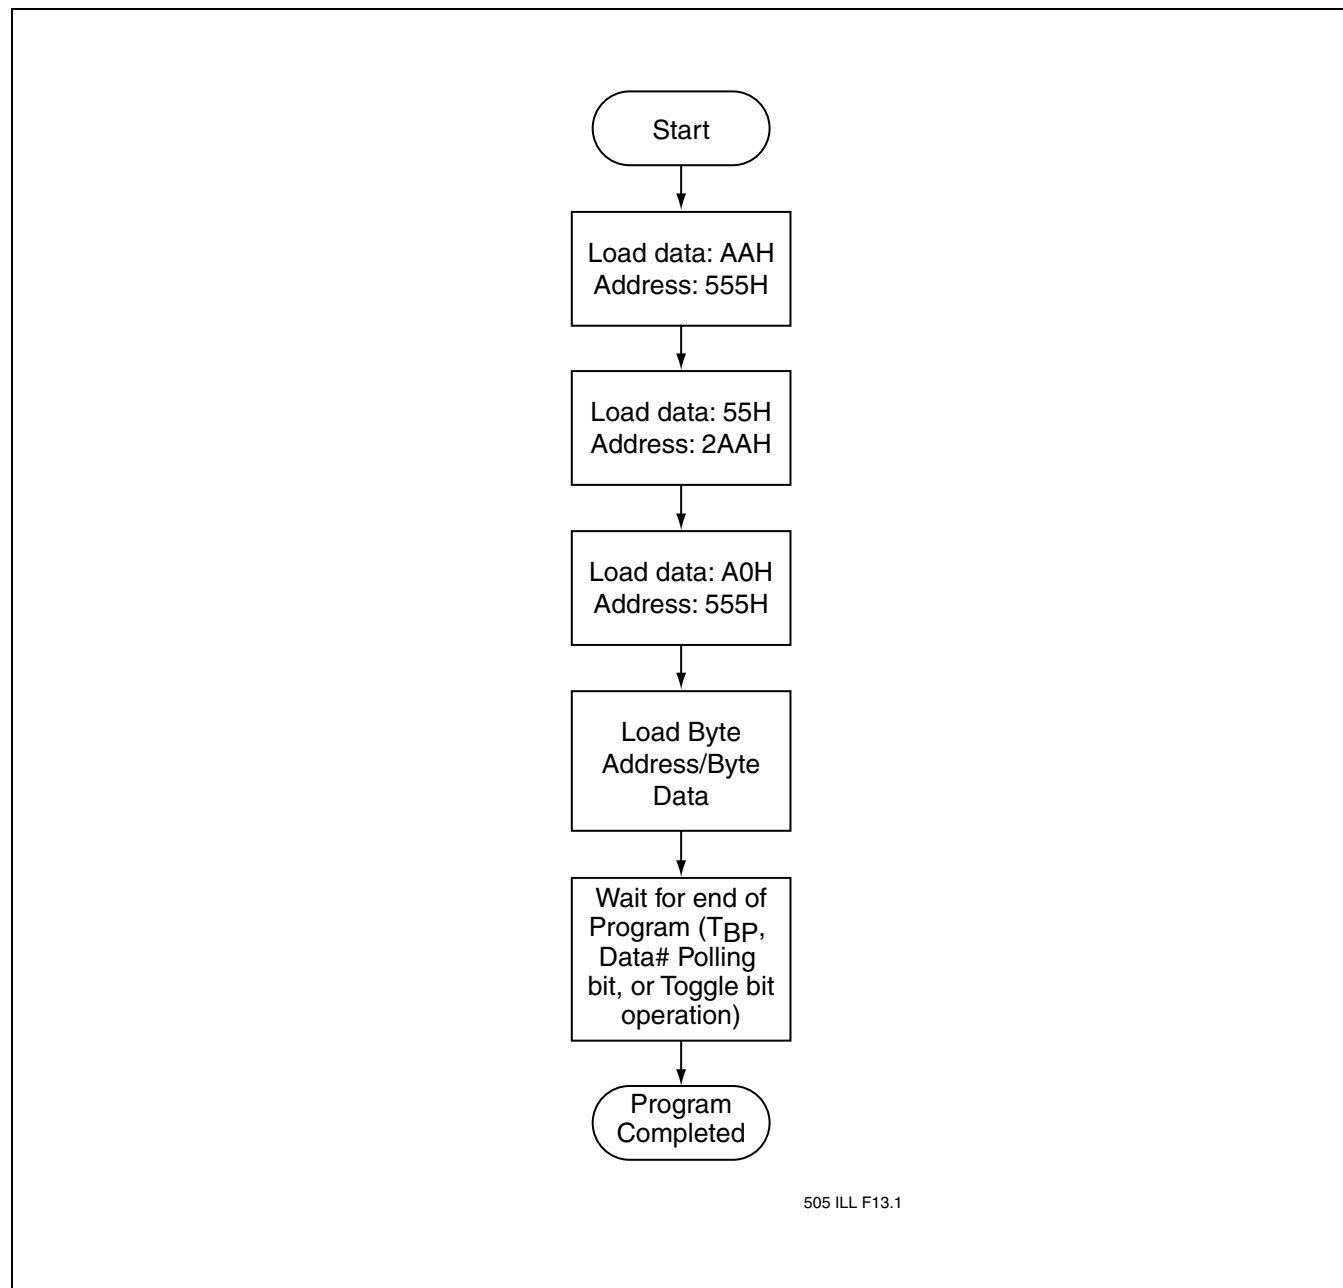 Start
Load data: AAH
Address: 555H
Load data: 55H
Address: 2AAH
Load data: A0H
Address: 555H
Load Byte
Address/Byte
Data
Wait for end of
Program (TBP,
Data# Polling
bit, or Toggle bit
operation)
Program
Completed
505 ILL F13.1